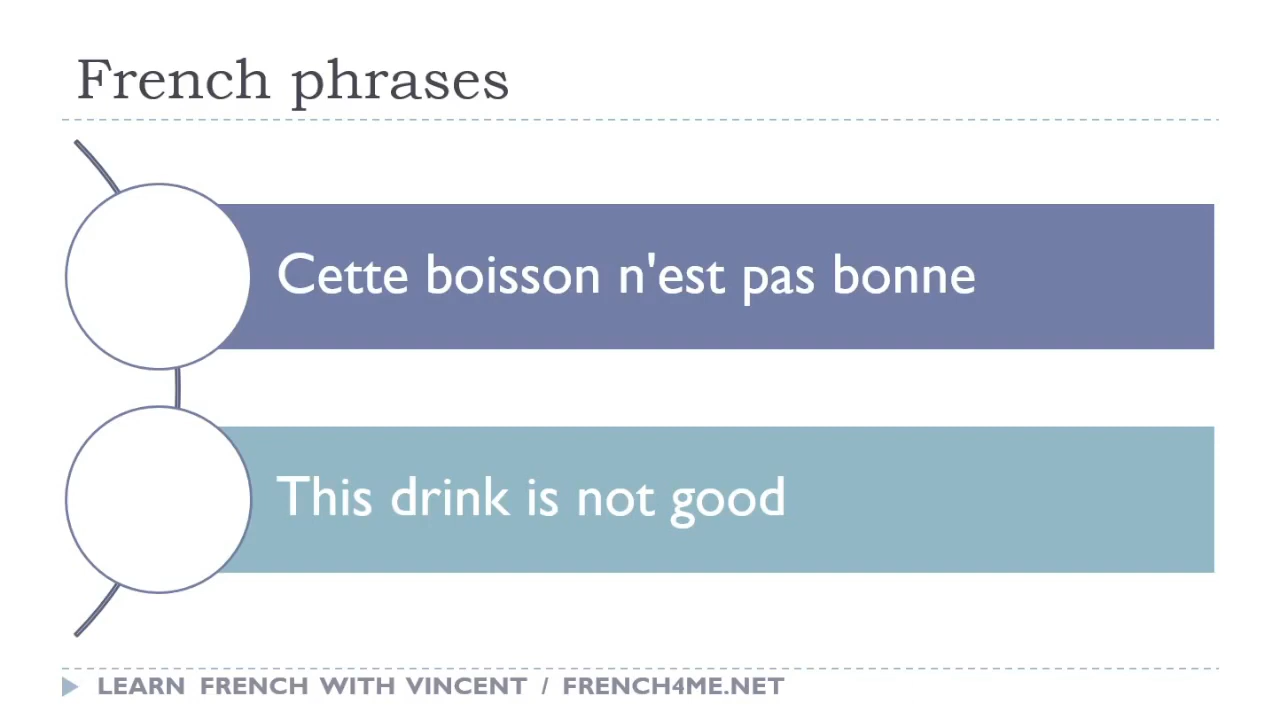 French phrases
Cette boisson n'est pas bonne
This drink is not good
LEARN FRENCH WITH VINCENT / FRENCH4ME.NET